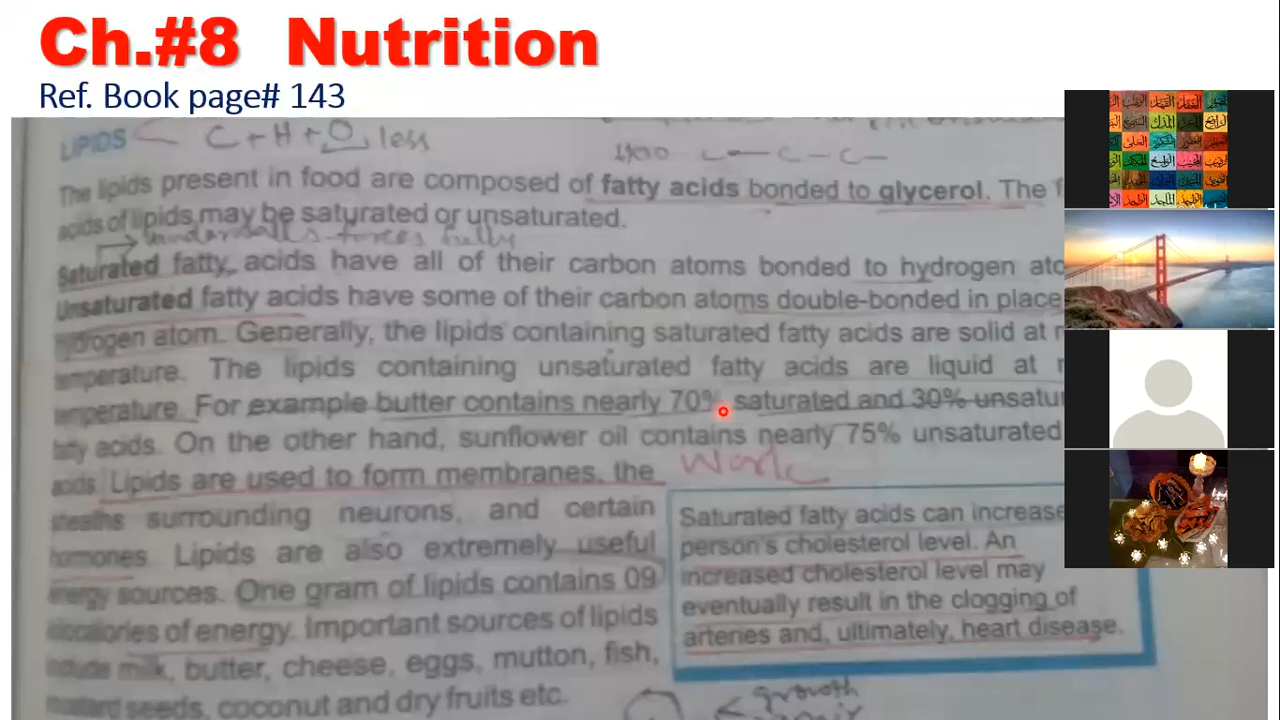 Ch.#8 Nutrition
Ref. Book page# 143
LIPIDS C + H + O, less
The lipids present in food are composed of fatty acids bonded to glycerol. The f
acids of lipids may be saturated or unsaturated.
forces fully
Saturated fatty acids have all of their carbon atoms bonded to hydrogen ato
Unsaturated fatty acids have some of their carbon atoms double-bonded in place
hydrogen atom. Generally, the lipids containing saturated fatty acids are solid at r
temperature. The lipids containing unsaturated fatty acids are liquid at r
temperature. For example butter contains nearly 70% saturated and 30% unsatu
fatty acids. On the other hand, sunflower oil contains nearly 75% unsaturated
acids. Lipids are used to form membranes, the
sheaths surrounding neurons, and certain
hormones. Lipids are also extremely useful
energy sources. One gram of lipids contains 09
kilocalories of energy. Important sources of lipids
include milk, butter, cheese, eggs, mutton, fish,
mustard seeds, coconut and dry fruits etc.
Work
Saturated fatty acids can increase
person's cholesterol level. An
increased cholesterol level may
eventually result in the clogging of
arteries and, ultimately, heart disease.
growth